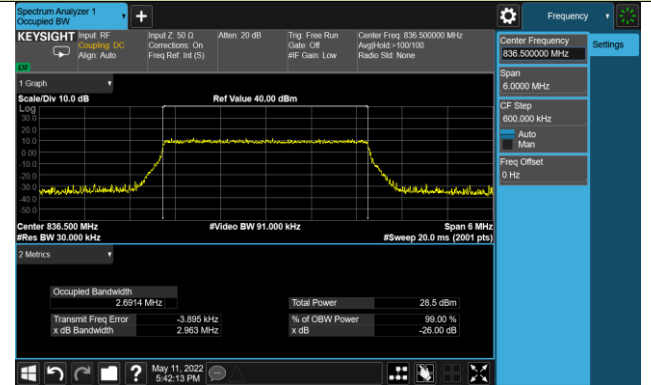 Spectrum Analyzer 1
Occupied BW
+
Frequency
KEYSIGHT
Input: RF
Coupling: DC
Align: Auto
Input Z: 50 Ω
Corrections: On
Freq Ref: Int (S)
Atten: 20 dB
Trig: Free Run
Gate: Off
#IF Gain: Low
Center Freq: 836.500000 MHz
Avg|Hold:>100/100
Radio Std: None
Center Frequency
836.500000 MHz
Settings
Span
6.0000 MHz
CF Step
600.000 kHz
Auto
Man
Freq Offset
0 Hz
1 Graph
Scale/Div 10.0 dB
Ref Value 40.00 dBm
Log
30.0
20.0
10.0
0.00
-10.0
-20.0
-30.0
-40.0
-50.0
Center 836.500 MHz
#Video BW 91.000 kHz
Span 6 MHz
#Res BW 30.000 kHz
#Sweep 20.0 ms (2001 pts)
2 Metrics
Occupied Bandwidth
2.6914 MHz
Total Power 28.5 dBm
Transmit Freq Error -3.895 kHz
% of OBW Power 99.00 %
x dB Bandwidth 2.963 MHz
x dB -26.00 dB
?
May 11, 2022
5:42:13 PM